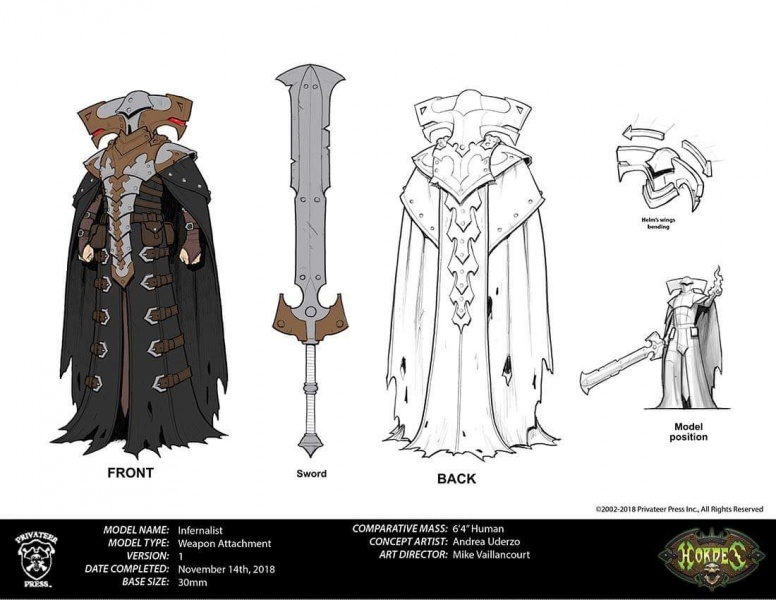 Helm's wings
bending
Model
position
FRONT
Sword
BACK
©2002-2018 Privateer Press Inc., All Rights Reserved
PRIVATEER
PRESS
MODEL NAME: Infernalist
MODEL TYPE: Weapon Attachment
VERSION: 1
DATE COMPLETED: November 14th, 2018
BASE SIZE: 30mm
COMPARATIVE MASS: 6'4" Human
CONCEPT ARTIST: Andrea Uderzo
ART DIRECTOR: Mike Vaillancourt
HORDES